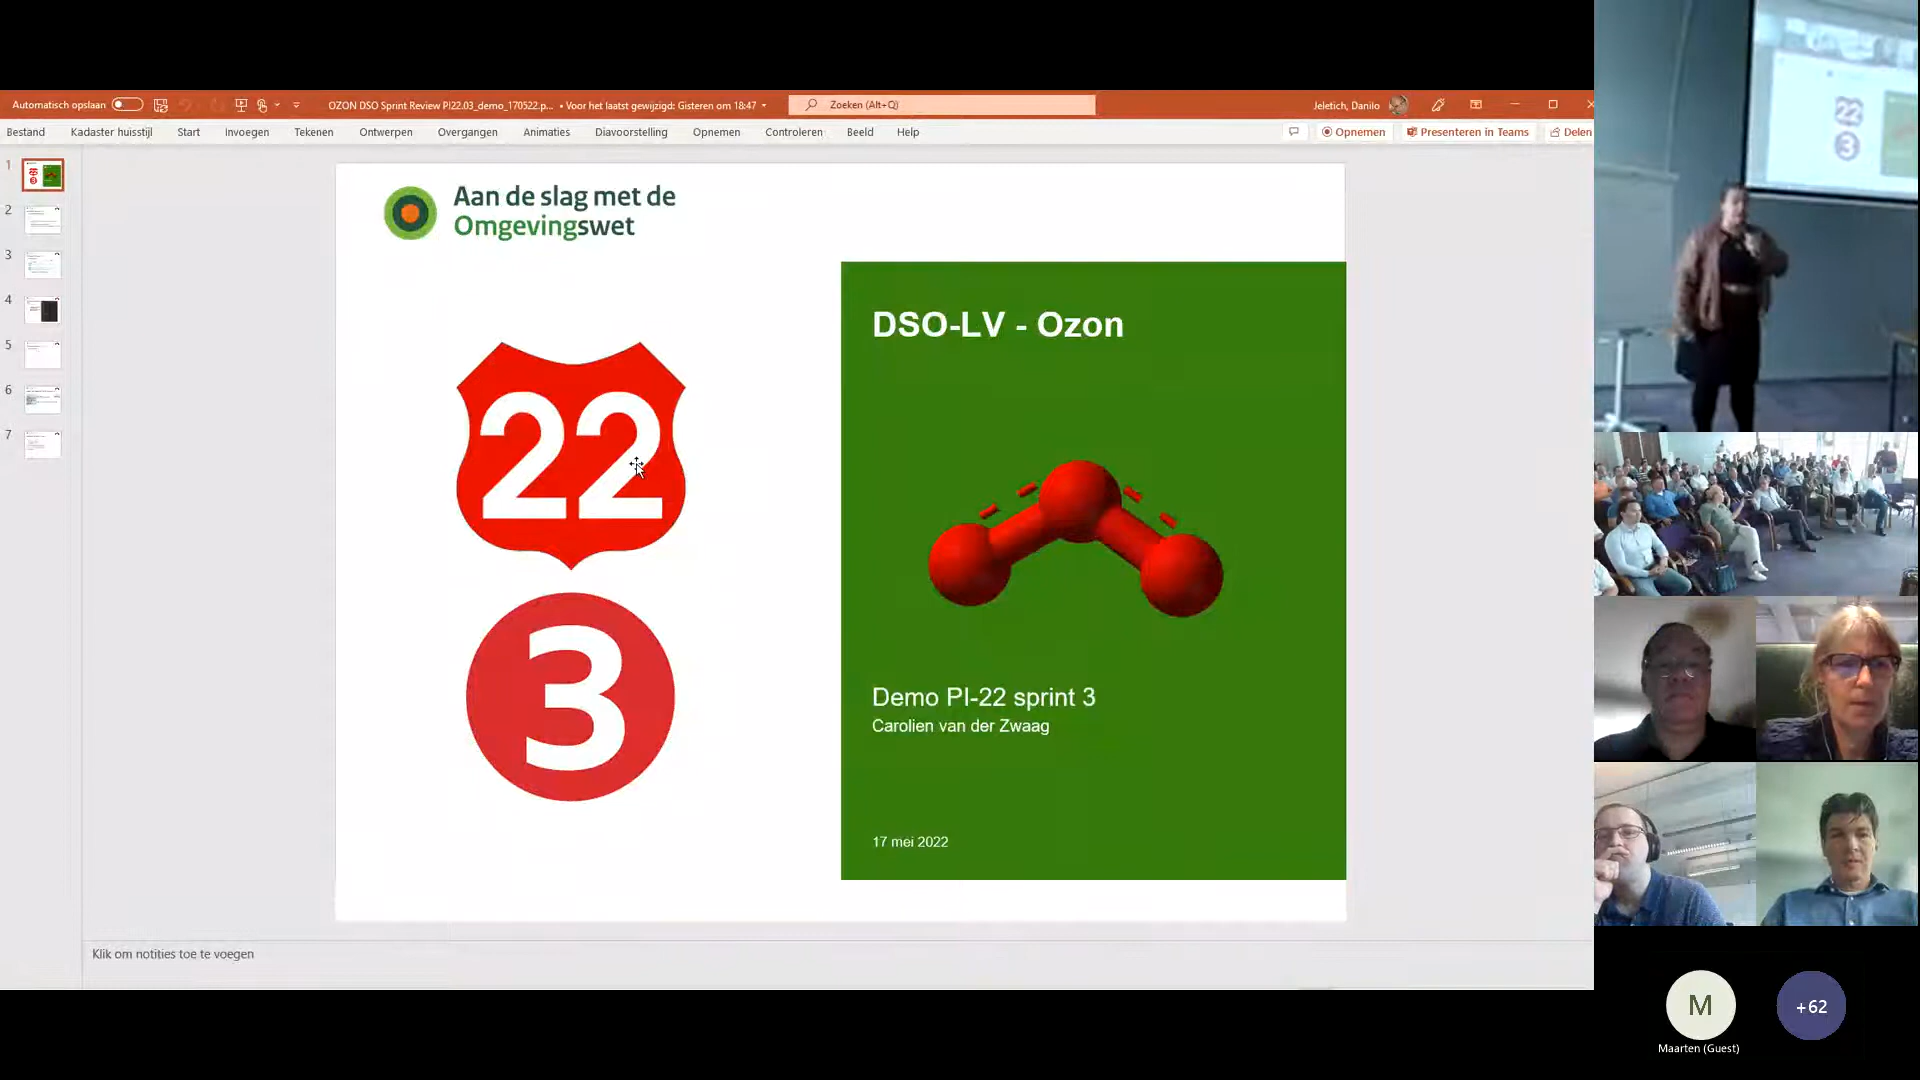 Automatisch opslaan
OZON DSO Sprint Review PI22.03_demo_170522.p... • Voor het laatst gewijzigd: Gisteren om 18:47
Zoeken (Alt+Q)
Jeletich, Danilo
Bestand Kadaster huisstijl Start Invoegen Tekenen Ontwerpen Overgangen Animaties Diavoorstelling Opnemen Controleren Beeld Help
Opnemen Presenteren in Teams Delen
1
2
3
4
5
6
7
Aan de slag met de
Omgevingswet
22
3
DSO-LV - Ozon
Demo PI-22 sprint 3
Carolien van der Zwaag
17 mei 2022
Klik om notities toe te voegen
22
3
M
+62
Maarten (Guest)